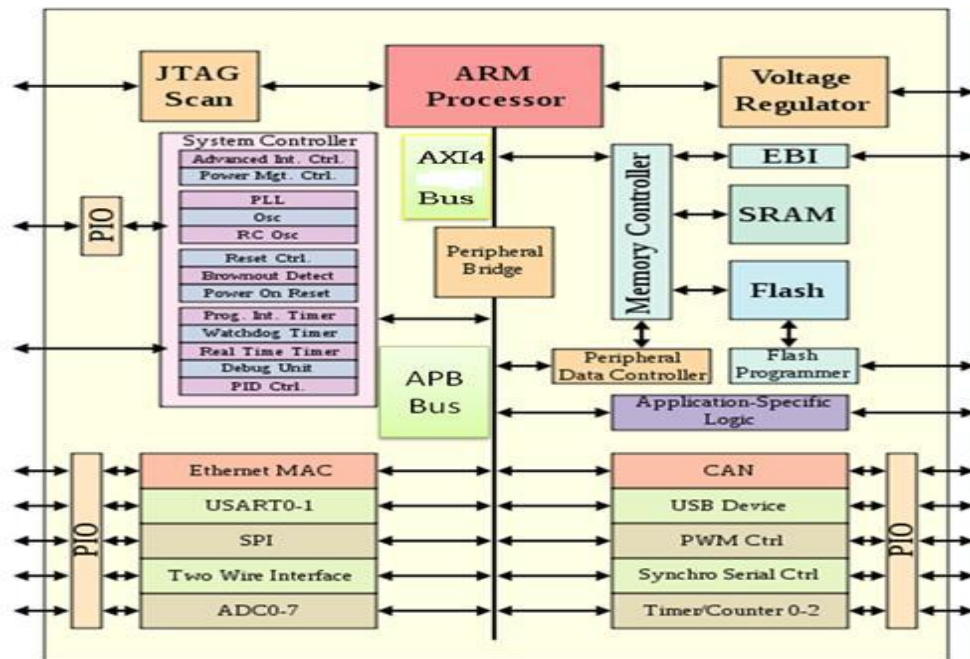 JTAG
Scan
ARM
Processor
Voltage
Regulator
System Controller
Advanced Int. Ctrl.
Power Mgt. Ctrl.
PLL
Osc
RC Osc
Reset Ctrl.
Brownout Detect
Power On Reset
Prog. Int. Timer
Watchdog Timer
Real Time Timer
Debug Unit
PID Ctrl.
PIO
AXI4
Bus
Peripheral
Bridge
APB
Bus
Memory Controller
EBI
SRAM
Flash
Peripheral
Data Controller
Flash
Programmer
Application-Specific
Logic
PIO
Ethernet MAC
USART0-1
SPI
Two Wire Interface
ADC0-7
CAN
USB Device
PWM Ctrl
Synchro Serial Ctrl
Timer/Counter 0-2
PIO